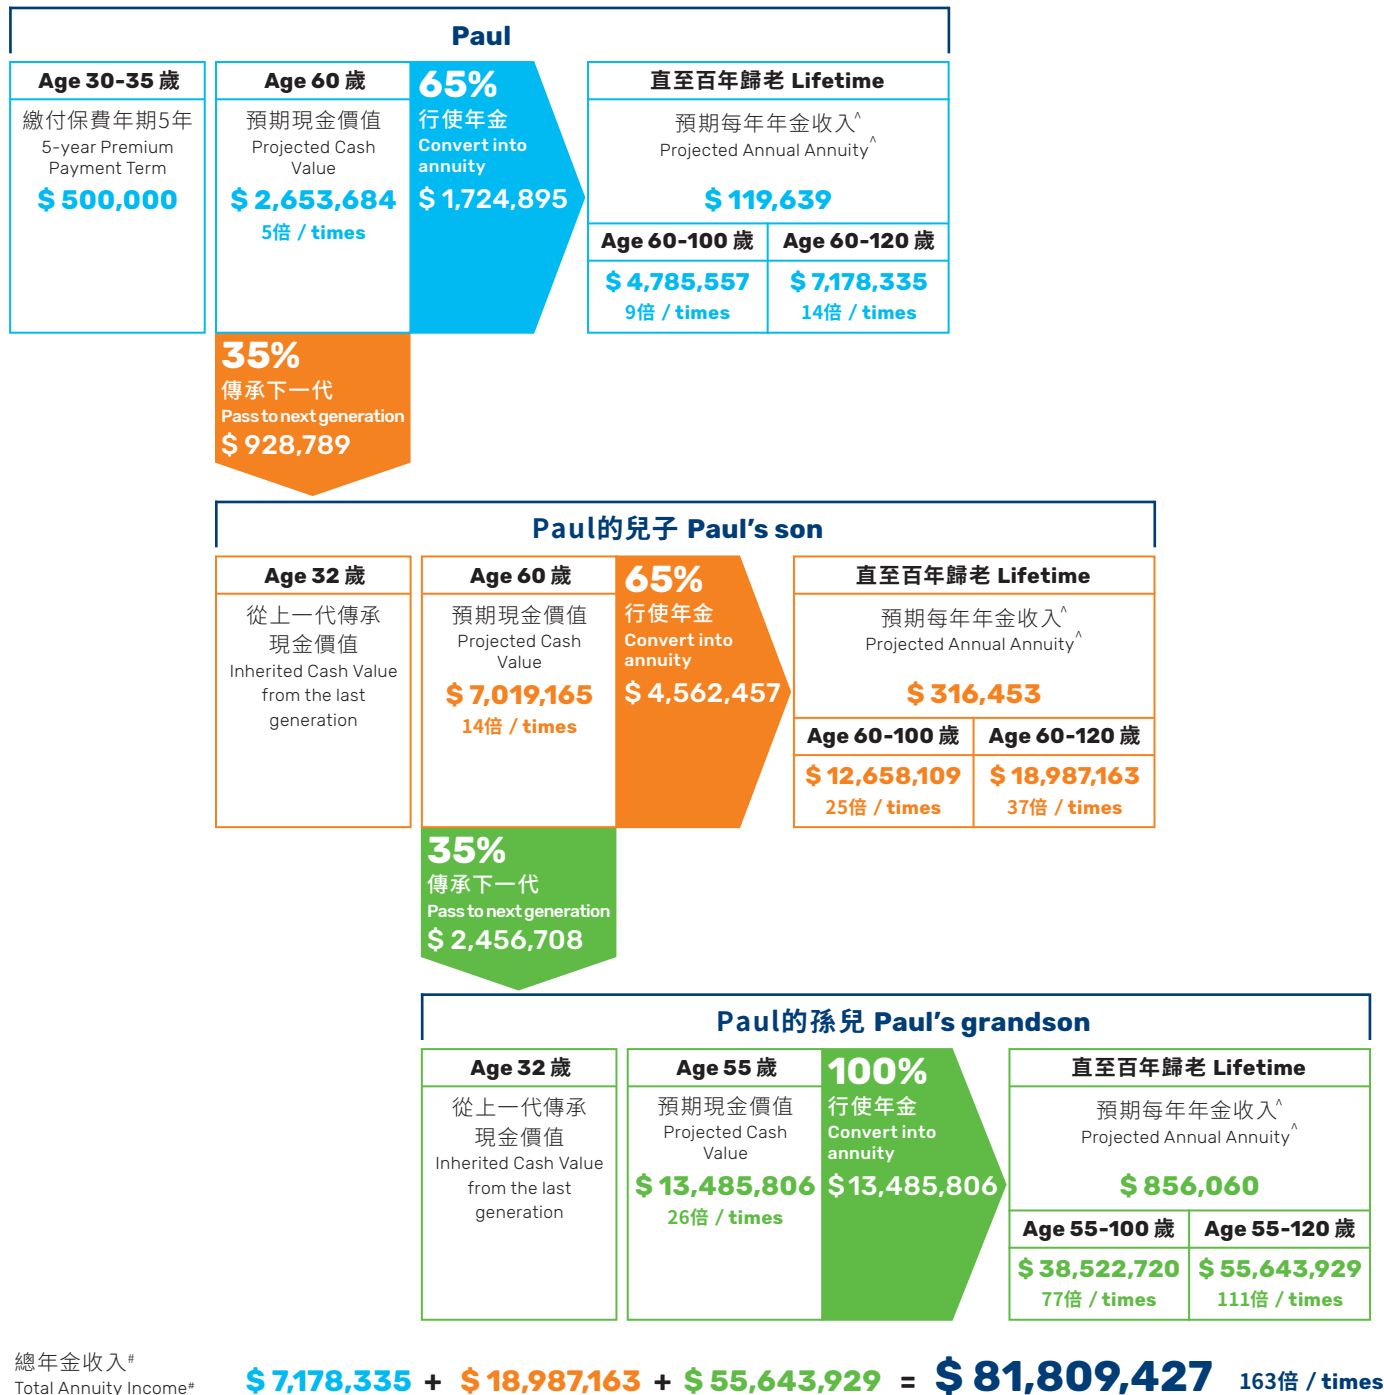 Paul
Age 30-35 歲
繳付保費年期5年
5-year Premium
Payment Term
$ 500,000
Age 60 歲
預期現金價值
Projected Cash
Value
$ 2,653,684
5倍 / times
65%
行使年金
Convert into
annuity
$ 1,724,895
直至百年歸老 Lifetime
預期每年年金收入^
Projected Annual Annuity^
$ 119,639
Age 60-100 歲
$ 4,785,557
9倍 / times
Age 60-120 歲
$ 7,178,335
14倍 / times
35%
傳承下一代
Pass to next generation
$ 928,789
Paul的兒子 Paul's son
Age 32 歲
從上一代傳承
現金價值
Inherited Cash Value
from the last
generation
Age 60 歲
預期現金價值
Projected Cash
Value
$ 7,019,165
14倍 / times
65%
行使年金
Convert into
annuity
$ 4,562,457
直至百年歸老 Lifetime
預期每年年金收入^
Projected Annual Annuity^
$ 316,453
Age 60-100 歲
$ 12,658,109
25倍 / times
Age 60-120 歲
$ 18,987,163
37倍 / times
35%
傳承下一代
Pass to next generation
$ 2,456,708
Paul的孫兒 Paul's grandson
Age 32 歲
從上一代傳承
現金價值
Inherited Cash Value
from the last
generation
Age 55 歲
預期現金價值
Projected Cash
Value
$ 13,485,806
26倍 / times
100%
行使年金
Convert into
annuity
$13,485,806
直至百年歸老 Lifetime
預期每年年金收入^
Projected Annual Annuity^
$ 856,060
Age 55-100 歲
$ 38,522,720
77倍 / times
Age 55-120 歲
$ 55,643,929
111倍 / times
總年金收入#
Total Annuity Income#
$ 7,178,335 + $ 18,987,163 + $ 55,643,929 = $ 81,809,427 163倍 / times